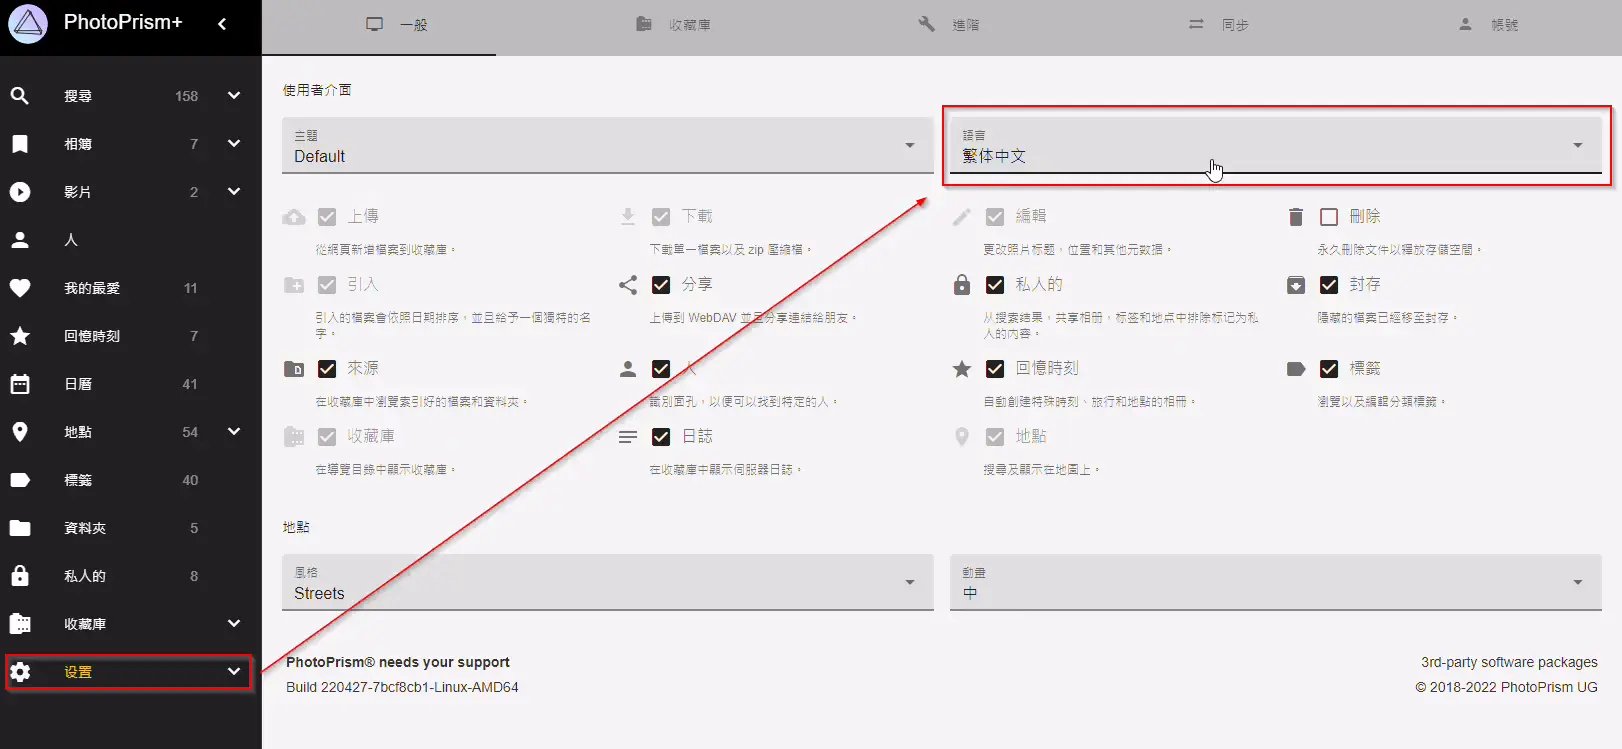 PhotoPrism+
一般
收藏庫
進階
同步
帳號
搜尋 158
相簿 7
影片 2
人
我的最愛 11
回憶時刻 7
日曆 41
地點 54
標籤 40
資料夾 5
私人的 8
收藏庫
设置
使用者介面
主題
Default
語言
繁体中文
上傳
從網頁新增檔案到收藏庫。
下載
下載單一檔案以及 zip 壓縮檔。
編輯
更改照片标题，位置和其他元数据。
刪除
永久刪除文件以釋放存儲空間。
引入
引入的檔案會依照日期排序，並且給予一個獨特的名
字。
分享
上傳到 WebDAV 並且分享連結給朋友。
私人的
从搜索结果，共享相册，标签和地点中排除标记为私
人的内容。
封存
隱藏的檔案已經移至封存。
來源
在收藏庫中瀏覽索引好的檔案和資料夾。
人
識別面孔，以便可以找到特定的人。
回憶時刻
自動創建特殊時刻、旅行和地點的相冊。
標籤
瀏覽以及編輯分類標籤。
收藏庫
在導覽目錄中顯示收藏庫。
日誌
在收藏庫中顯示伺服器日誌。
地點
搜尋及顯示在地圖上。
地點
風格
Streets
動畫
中
PhotoPrism® needs your support
Build 220427-7bcf8cb1-Linux-AMD64
3rd-party software packages
© 2018-2022 PhotoPrism UG